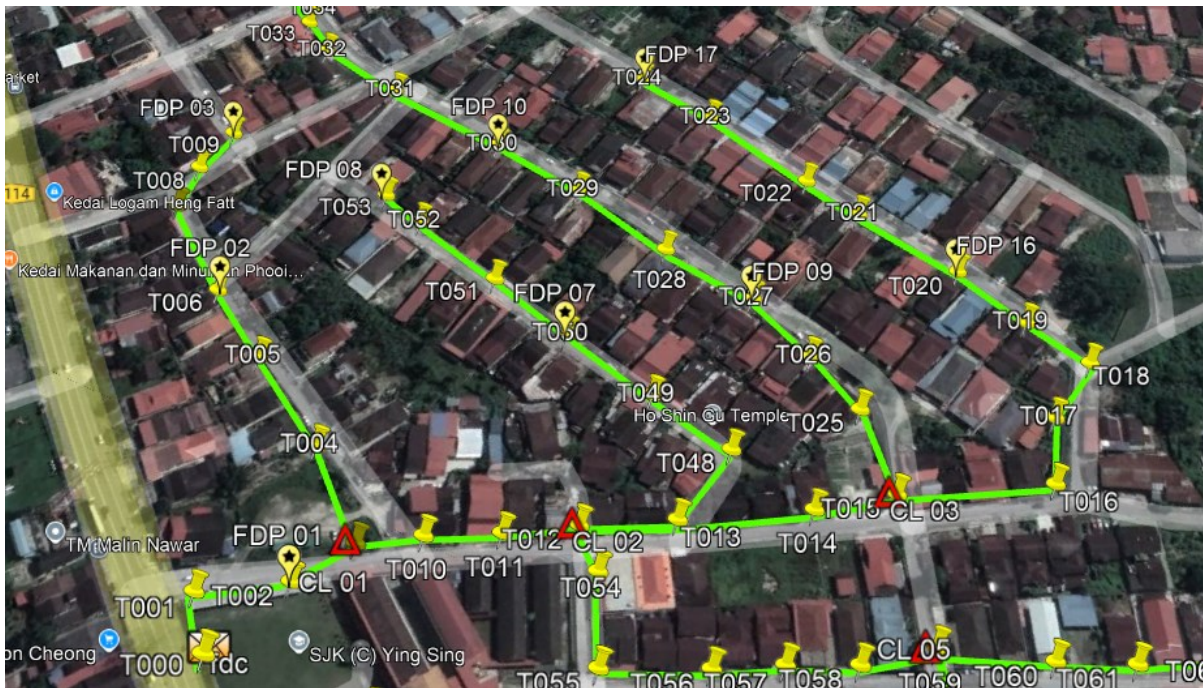 T034
T033
T032
FDP 17
T024
arket
T031
FDP 03
FDP 10
T023
T009
T030
FDP 08
T008
T022
T029
114
Kedai Logam Heng Fatt
T053
T052
T021
FDP 02
FDP 16
Kedai Makanan dan Minuman Phooi...
T028
FDP 09
T051
FDP 07
T020
T006
T027
T050
T019
T005
T026
T018
T049
Ho Shin Gu Temple
T017
T025
T004
T048
T016
T015
CL 03
FDP 01
T012
CL 02
T013
T014
TM Malin Nawar
T010
T011
CL 01
T054
T001
T002
on Cheong
T000
rdc
SJK (C) Ying Sing
CL 05
T055
T056
T057
T058
T059
T060
T061